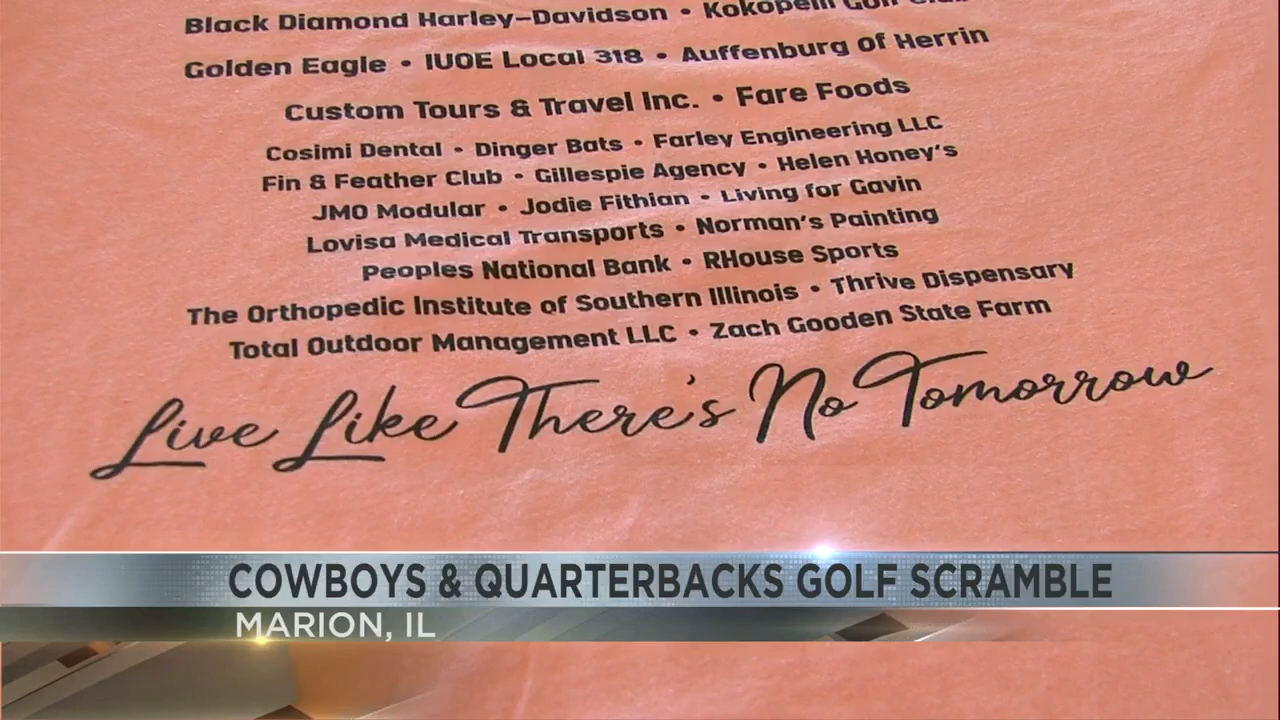 Black Diamond Harley-Davidson • Kokopelli Golf Club
Golden Eagle • IUOE Local 318 • Auffenburg Of Herrin
Custom Tours & Travel Inc. • Fare Foods
Cosimi Dental • Dinger Bats • Farley Engineering LLC
Fin & Feather Club • Gillespie Agency • Helen Honey's
JMO Modular • Jodie Fithian • Living for Gavin
Lovisa Medical Transports • Norman's Painting
Peoples National Bank • RHouse Sports
The Orthopedic Institute of Southern Illinois • Thrive Dispensary
Total Outdoor Management LLC • Zach Gooden State Farm
Live Like There's No Tomorrow
COWBOYS & QUARTERBACKS GOLF SCRAMBLE
MARION, IL